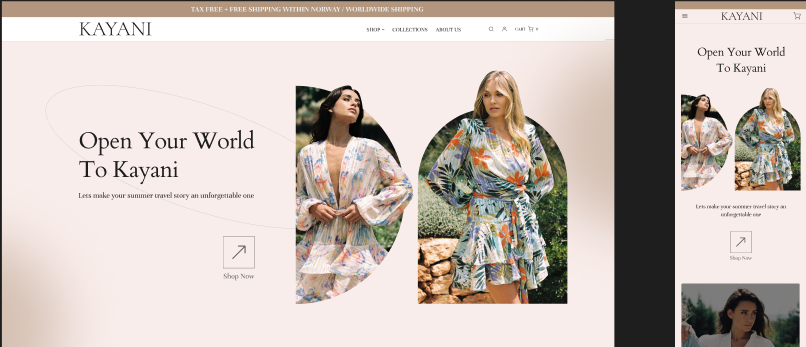 TAX FREE + FREE SHIPPING WITHIN NORWAY / WORLDWIDE SHIPPING
KAYANI
SHOP
COLLECTIONS
ABOUT US
CART
0
Open Your World
To Kayani
Lets make your summer travel story an unforgettable one
Shop Now
KAYANI
Open Your World
To Kayani
Lets make your summer travel story an
unforgettable one
Shop Now